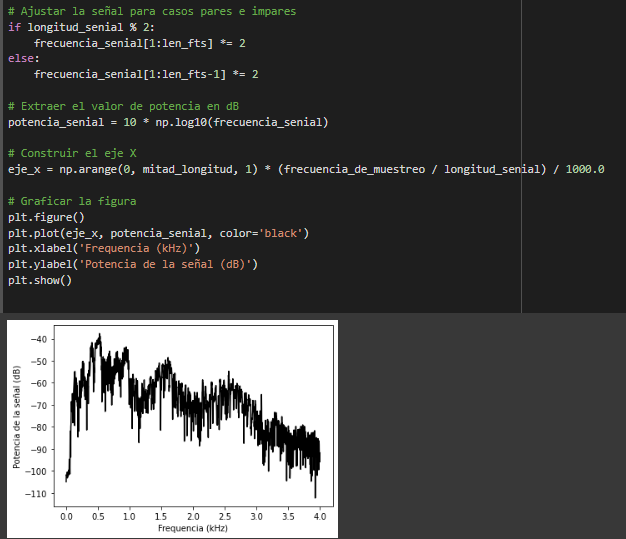 # Ajustar la señal para casos pares e impares
if longitud_senial % 2:
    frecuencia_senial[1:len_fts] *= 2
else:
    frecuencia_senial[1:len_fts-1] *= 2
# Extraer el valor de potencia en dB
potencia_senial = 10 * np.log10(frecuencia_senial)
# Construir el eje X
eje_x = np.arange(0, mitad_longitud, 1) * (frecuencia_de_muestreo / longitud_senial) / 1000.0
# Graficar la figura
plt.figure()
plt.plot(eje_x, potencia_senial, color='black')
plt.xlabel('Frequencia (kHz)')
plt.ylabel('Potencia de la señal (dB)')
plt.show()
Potencia de la señal (dB)
−40
−50
−60
−70
−80
−90
−100
−110
0.0 0.5 1.0 1.5 2.0 2.5 3.0 3.5 4.0
Frequencia (kHz)